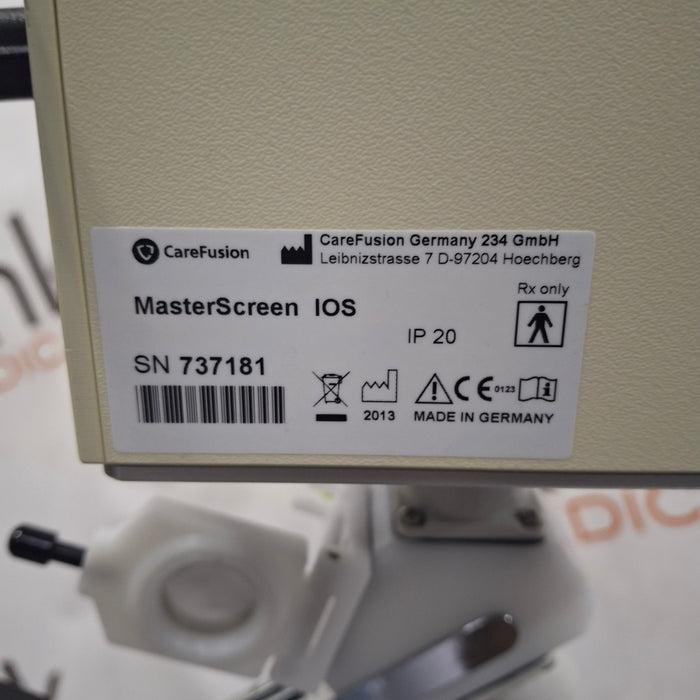 CareFusion
CareFusion Germany 234 GmbH
Leibnizstrasse 7 D-97204 Hoechberg
Rx only
MasterScreen IOS
IP 20
SN 737181
2013
0123
MADE IN GERMANY